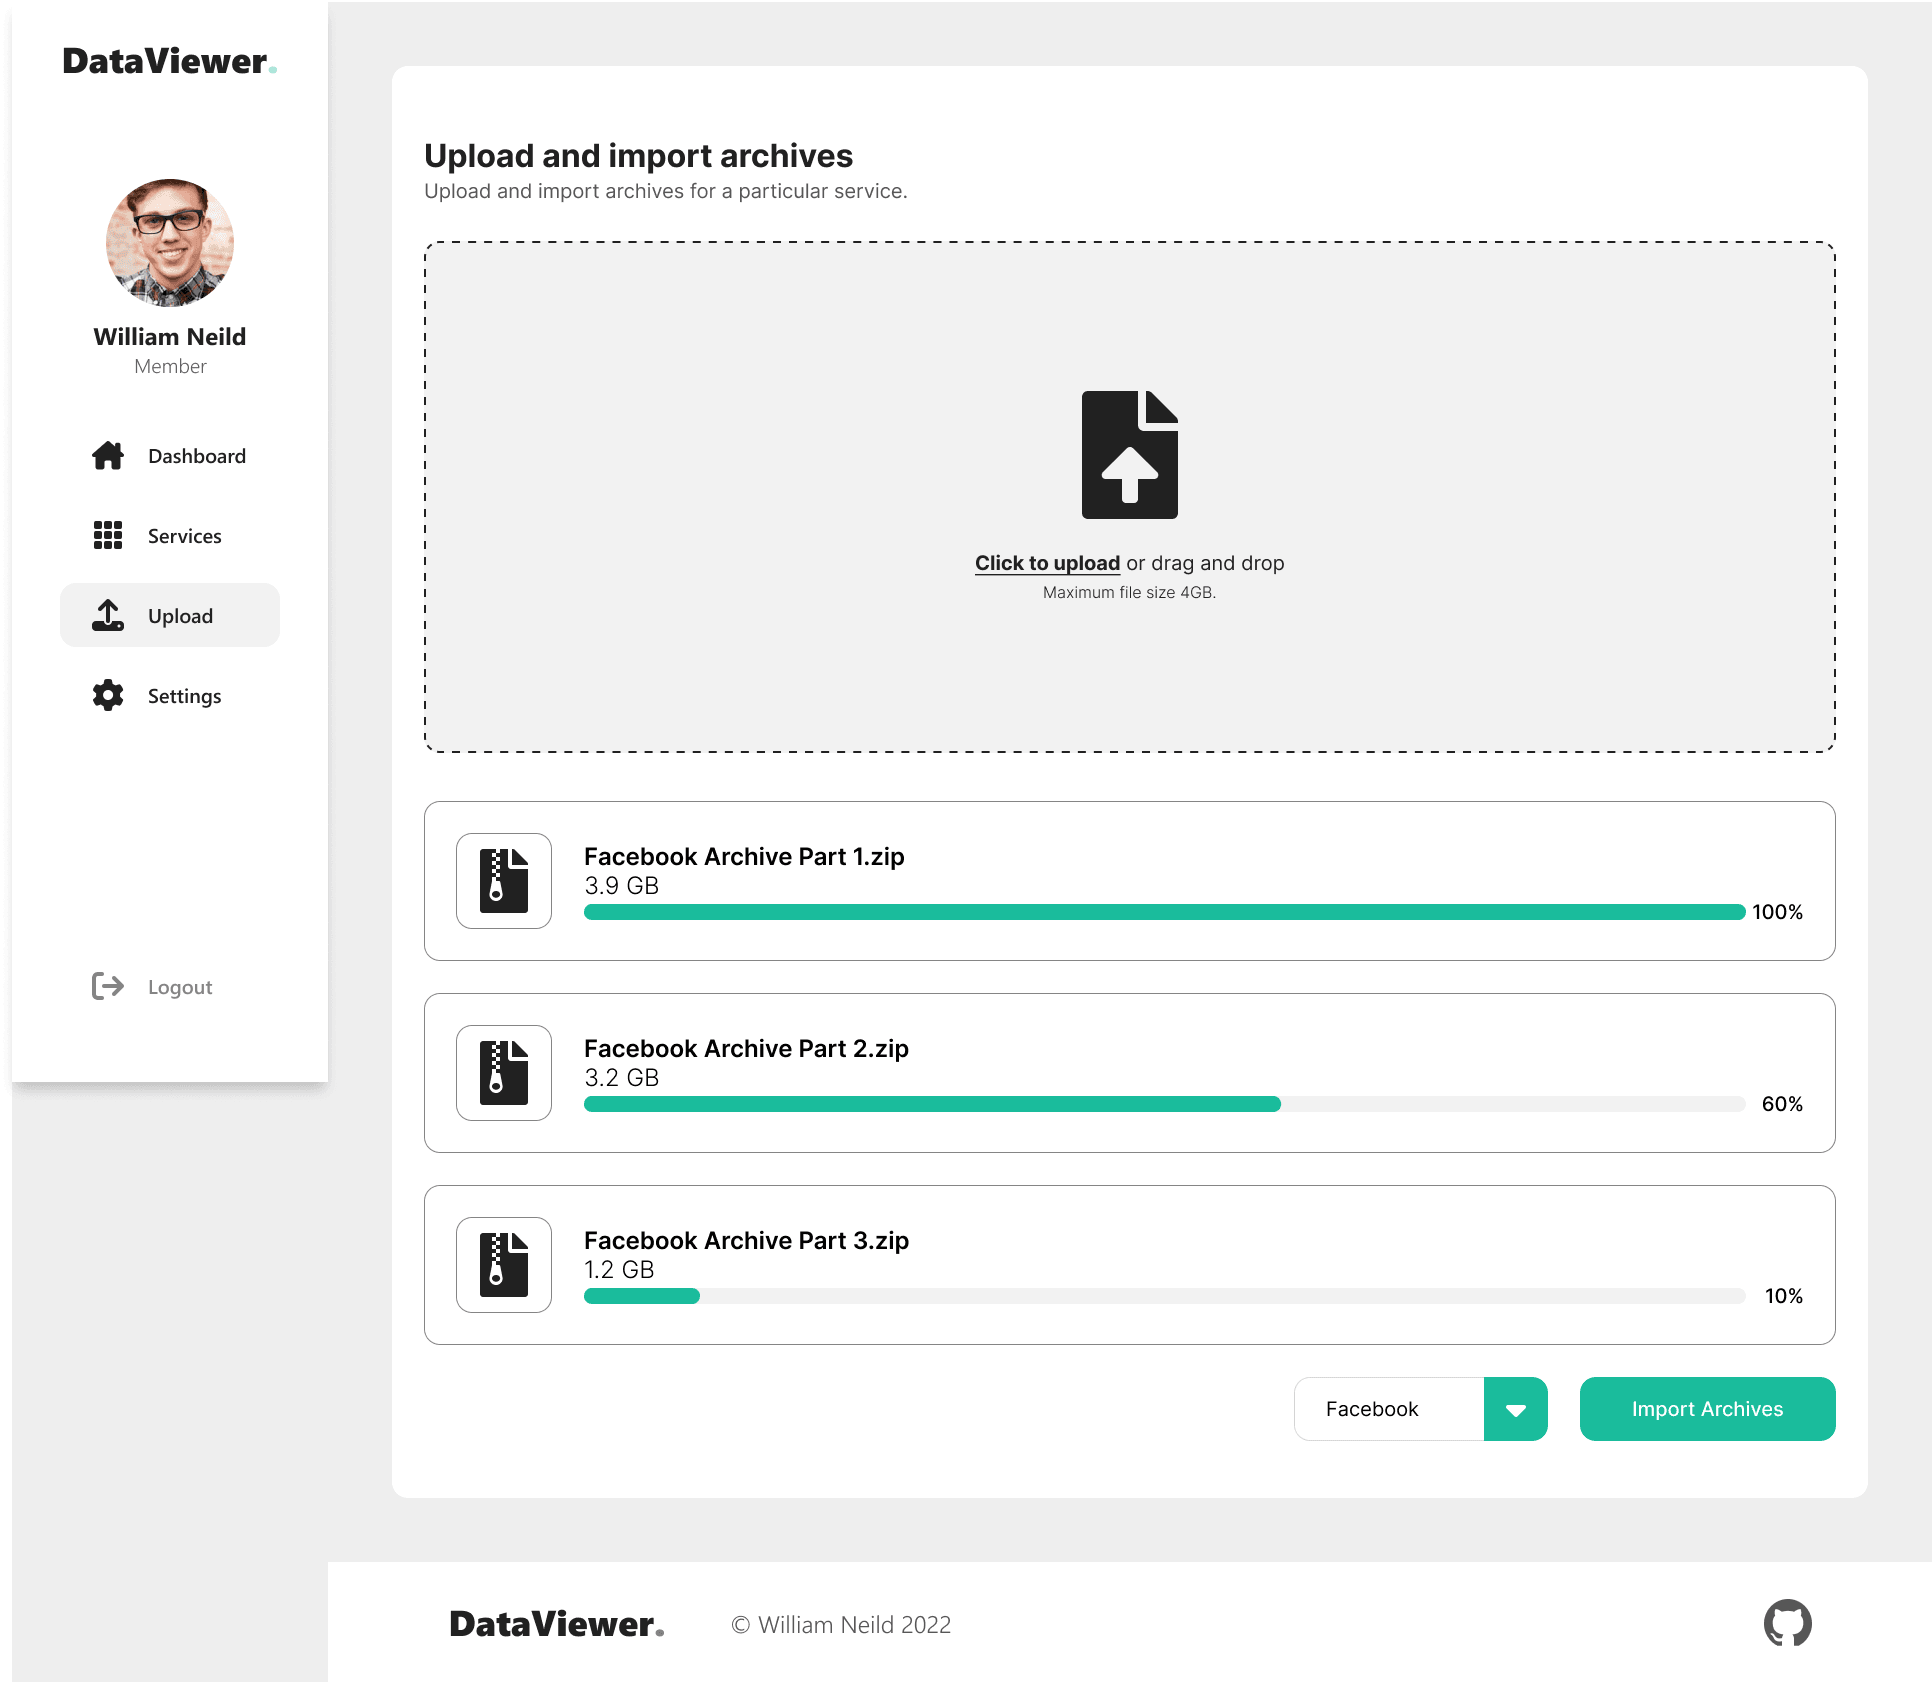 DataViewer.
William Neild
Member
Dashboard
Services
Upload
Settings
Logout
Upload and import archives
Upload and import archives for a particular service.
Click to upload or drag and drop
Maximum file size 4GB.
Facebook Archive Part 1.zip
3.9 GB
100%
Facebook Archive Part 2.zip
3.2 GB
60%
Facebook Archive Part 3.zip
1.2 GB
10%
Facebook
Import Archives
DataViewer.
© William Neild 2022